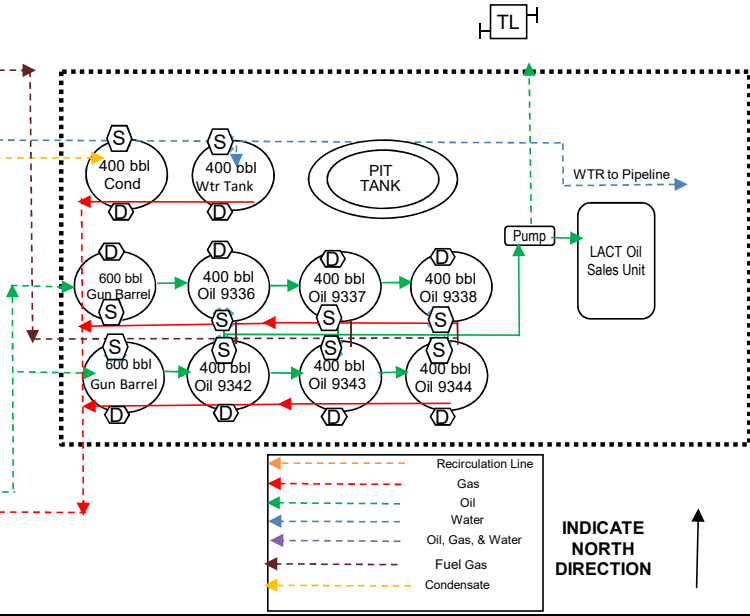 TL
S
S
400 bbl
Cond
400 bbl
Wtr Tank
PIT
TANK
WTR to Pipeline
D
D
Pump
LACT Oil
Sales Unit
D
D
D
D
600 bbl
Gun Barrel
400 bbl
Oil 9336
400 bbl
Oil 9337
400 bbl
Oil 9338
S
S
S
S
S
S
S
S
600 bbl
Gun Barrel
400 bbl
Oil 9342
400 bbl
Oil 9343
400 bbl
Oil 9344
D
D
D
D
Recirculation Line
Gas
Oil
Water
Oil, Gas, & Water
Fuel Gas
Condensate
INDICATE
NORTH
DIRECTION